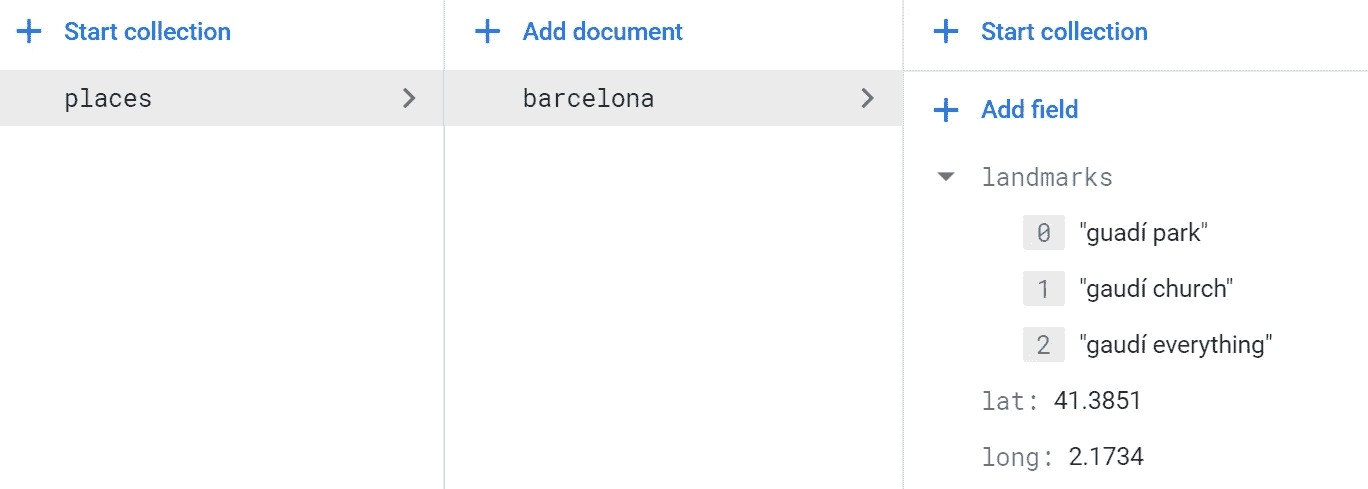 Start collection
places
Add document
barcelona
Start collection
Add field
landmarks
0 "guadí park"
1 "gaudí church"
2 "gaudí everything"
lat: 41.3851
long: 2.1734